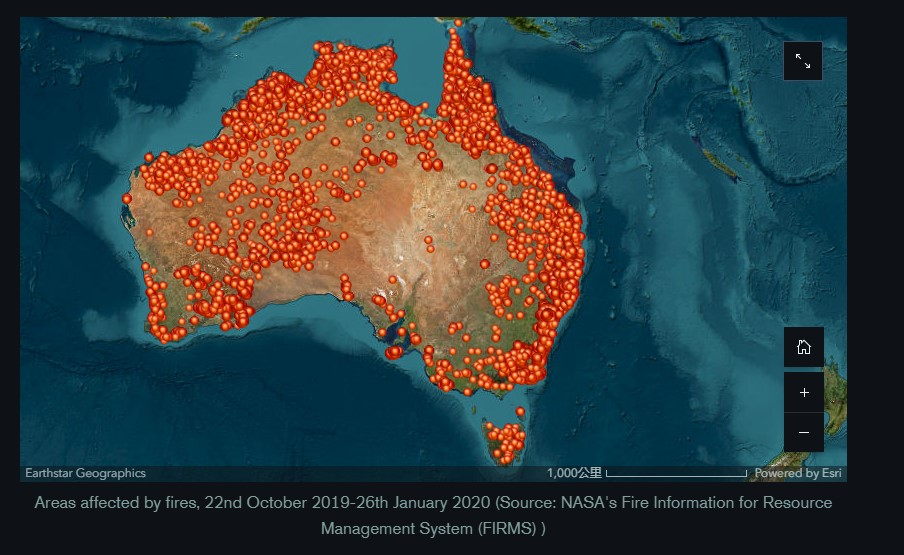 Earthstar Geographics
1,000公里
Powered by Esri
Areas affected by fires, 22nd October 2019-26th January 2020 (Source: NASA's Fire Information for Resource
Management System (FIRMS) )